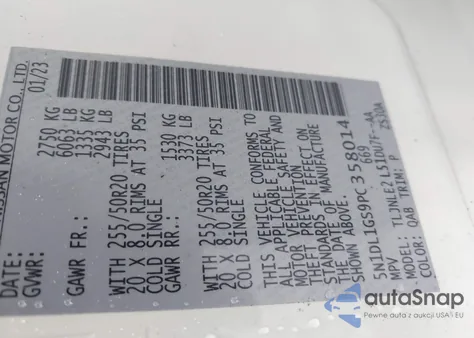 NISSAN MOTOR CO., LTD.
DATE: 01/23
GVWR: 2750 KG
6063 LB
GAWR FR.: 1335 KG
2943 LB
WITH 255/50R20 TIRES
20 X 8.0 RIMS AT 35 PSI
COLD SINGLE
GAWR RR.: 1530 KG
3373 LB
WITH 255/50R20 TIRES
20 X 8.0 RIMS AT 35 PSI
COLD SINGLE
THIS VEHICLE CONFORMS TO
ALL APPLICABLE FEDERAL
MOTOR VEHICLE SAFETY AND
THEFT PREVENTION
STANDARDS IN EFFECT ON
THE DATE OF MANUFACTURE
SHOWN ABOVE.
669
5N1DL1GS9PC358014
MPV
MODEL: TLJNLE2
COLOR: QAB TRIM: P
autaSnap
Pewne auta z aukcji USA i EU